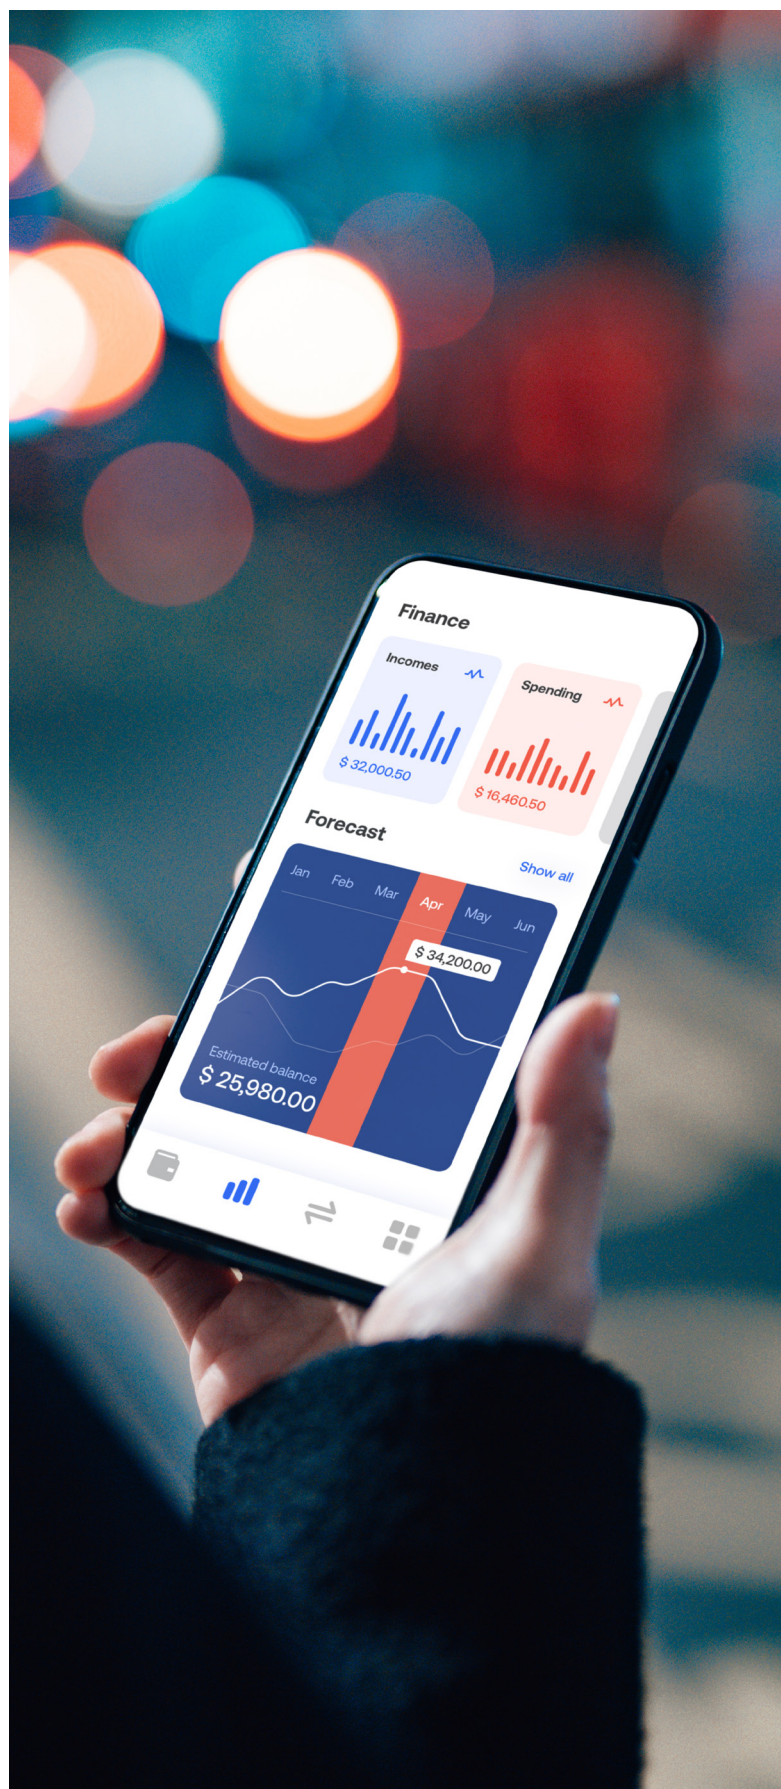 Finance
Incomes
Spending
$ 32,000.50
$ 16,460.50
Forecast
Show all
Jan Feb Mar Apr May Jun
$ 34,200.00
Estimated balance
$ 25,980.00